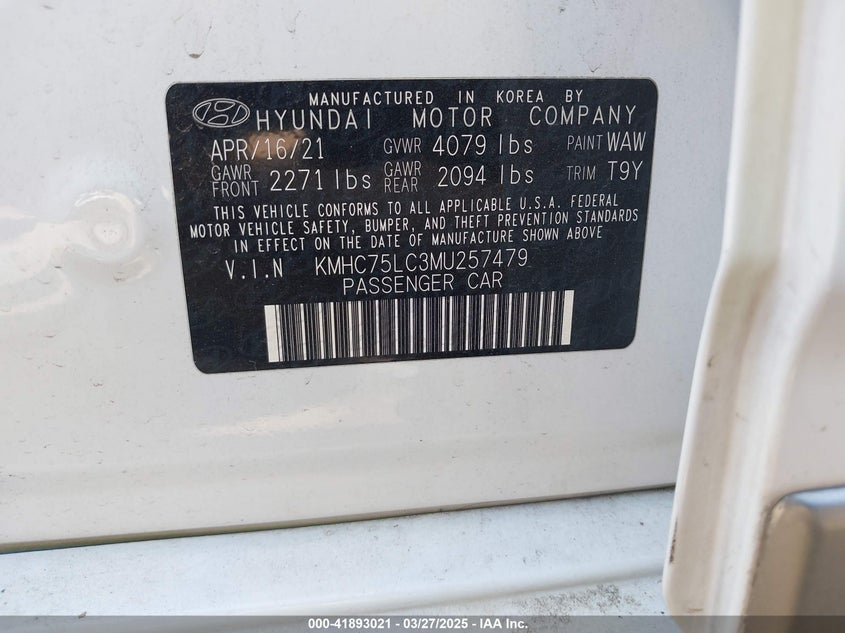 MANUFACTURED IN KOREA BY
HYUNDAI MOTOR COMPANY
APR/16/21 GVWR 4079 lbs PAINT WAW
GAWR FRONT 2271 lbs GAWR REAR 2094 lbs TRIM T9Y
THIS VEHICLE CONFORMS TO ALL APPLICABLE U.S.A. FEDERAL
MOTOR VEHICLE SAFETY, BUMPER, AND THEFT PREVENTION STANDARDS
IN EFFECT ON THE DATE OF MANUFACTURE SHOWN ABOVE
V.I.N KMHC75LC3MU257479
PASSENGER CAR
000-41893021 — 03/27/2025 — IAA Inc.